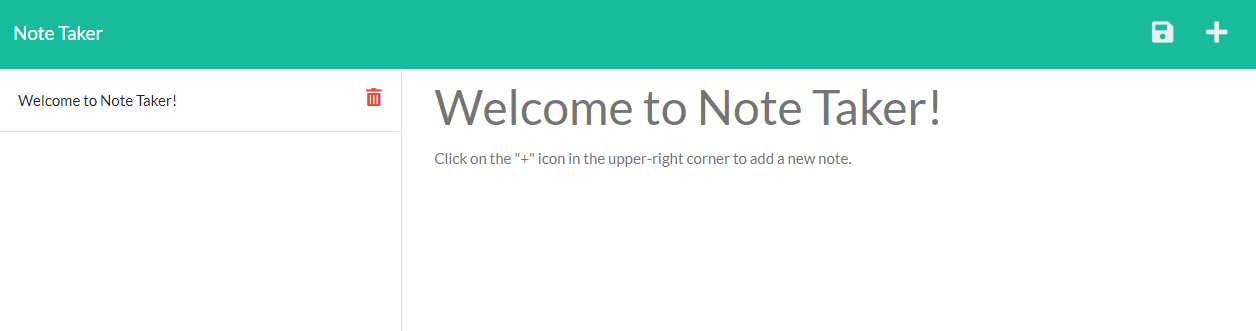 Note Taker
Welcome to Note Taker!
Welcome to Note Taker!
Click on the "+" icon in the upper-right corner to add a new note.